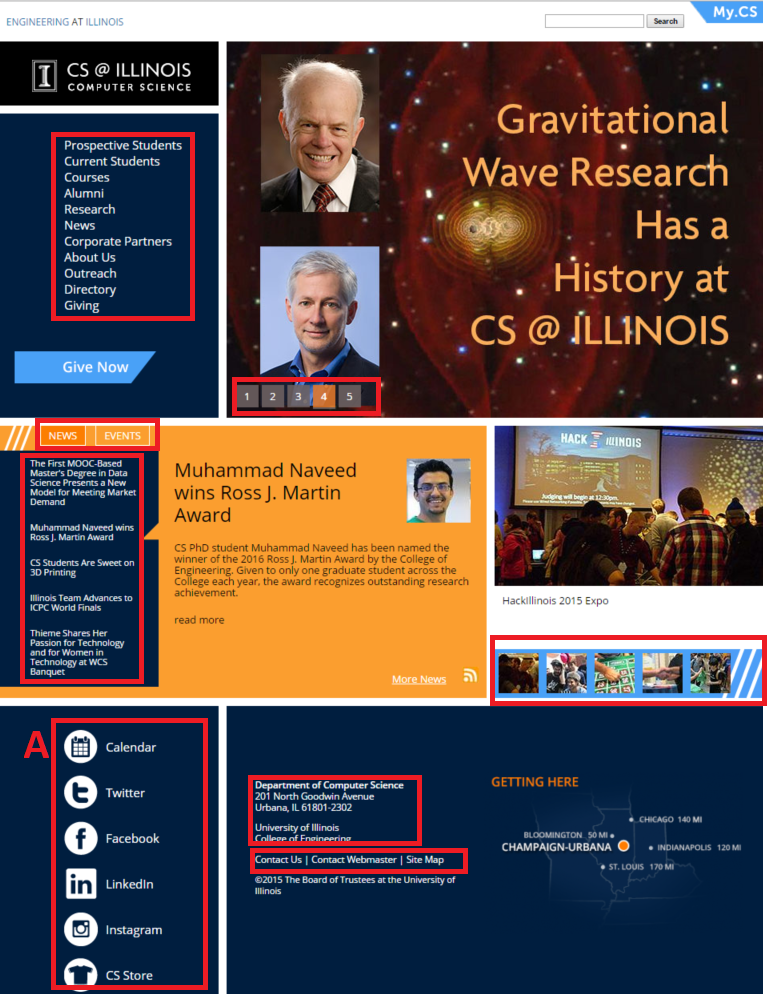 ENGINEERING AT ILLINOIS
Search
My.CS
I
CS @ ILLINOIS
COMPUTER SCIENCE
Prospective Students
Current Students
Courses
Alumni
Research
News
Corporate Partners
About Us
Outreach
Directory
Giving
Give Now
Gravitational
Wave Research
Has a
History at
CS @ ILLINOIS
1 2 3 4 5
NEWS EVENTS
The First MOOC-Based
Master's Degree in Data
Science Presents a New
Model for Meeting Market
Demand
Muhammad Naveed wins
Ross J. Martin Award
CS Students Are Sweet on
3D Printing
Illinois Team Advances to
ICPC World Finals
Thieme Shares Her
Passion for Technology
and for Women in
Technology at WCS
Banquet
Muhammad Naveed
wins Ross J. Martin
Award
CS PhD student Muhammad Naveed has been named the
winner of the 2016 Ross J. Martin Award by the College of
Engineering. Given to only one graduate student across the
College each year, the award recognizes outstanding research
achievement.
read more
More News
HACK ILLINOIS
Judging will begin at 12:30pm.
HackIllinois 2015 Expo
A
Calendar
Twitter
Facebook
LinkedIn
Instagram
CS Store
Department of Computer Science
201 North Goodwin Avenue
Urbana, IL 61801-2302
University of Illinois
College of Engineering
Contact Us | Contact Webmaster | Site Map
©2015 The Board of Trustees at the University of
Illinois
GETTING HERE
CHICAGO 140 MI
BLOOMINGTON 50 MI
CHAMPAIGN-URBANA
INDIANAPOLIS 120 MI
ST. LOUIS 170 MI